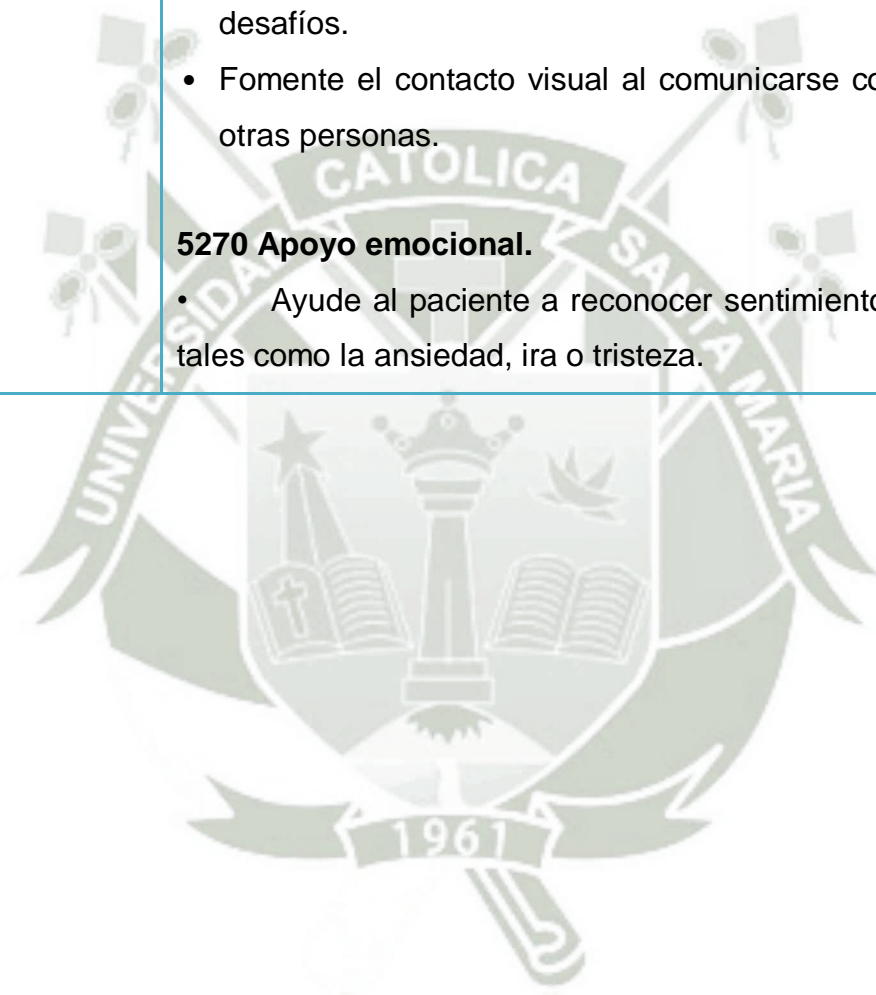 desafíos.
• Fomente el contacto visual al comunicarse co
otras personas.
CATOLICA
UNIVERSIDAD
SANTA MARIA
5270 Apoyo emocional.
• Ayude al paciente a reconocer sentimiento
tales como la ansiedad, ira o tristeza.
1961